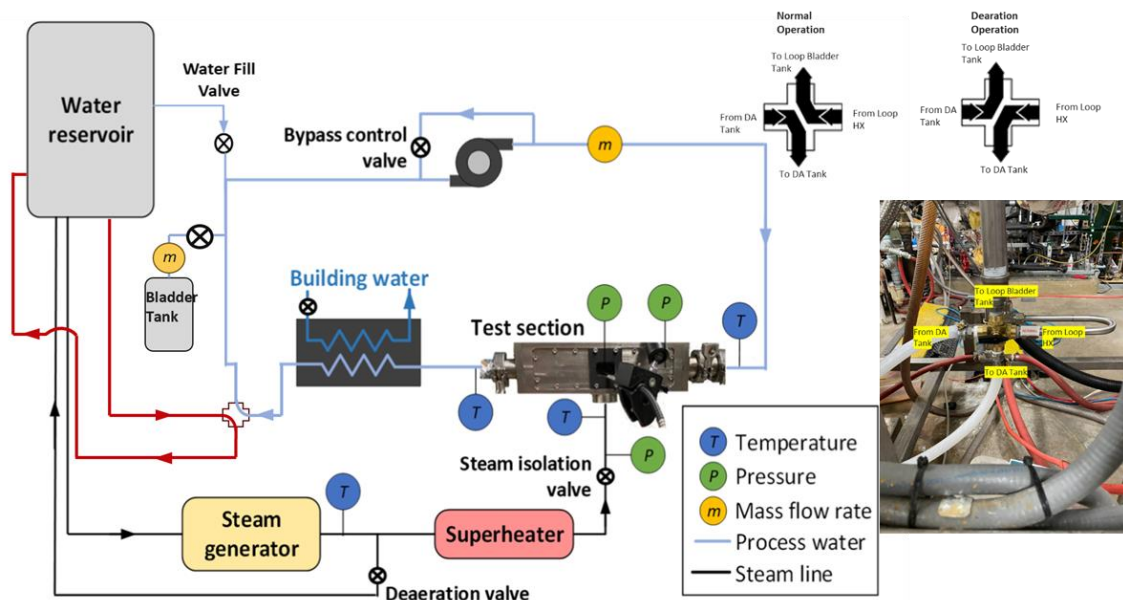 Water
reservoir
Water Fill
Valve
Bypass control
valve
m
m
Bladder
Tank
Building water
Test section
P
P
T
T
T
P
Steam isolation
valve
T
Steam
generator
Superheater
Deaeration valve
T Temperature
P Pressure
m Mass flow rate
Process water
Steam line
Normal
Operation
To Loop Bladder
Tank
From DA
Tank
From Loop
HX
To DA Tank
Dearation
Operation
To Loop Bladder
Tank
From DA
Tank
From Loop
HX
To DA Tank
To Loop Bladder
Tank
From DA
Tank
From Loop
HX
To DA Tank